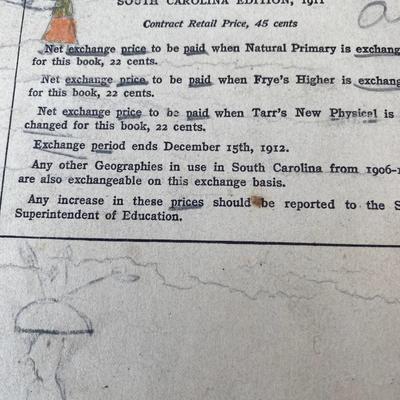 SOUTH CAROLINA EDITION, 1911
Contract Retail Price, 45 cents
Net exchange price to be paid when Natural Primary is exchang
for this book, 22 cents.
Net exchange price to be paid when Frye's Higher is exchang
for this book, 22 cents.
Net exchange price to be paid when Tarr's New Physical is
changed for this book, 22 cents.
Exchange period ends December 15th, 1912.
Any other Geographies in use in South Carolina from 1906-1
are also exchangeable on this exchange basis.
Any increase in these prices should be reported to the S
Superintendent of Education.